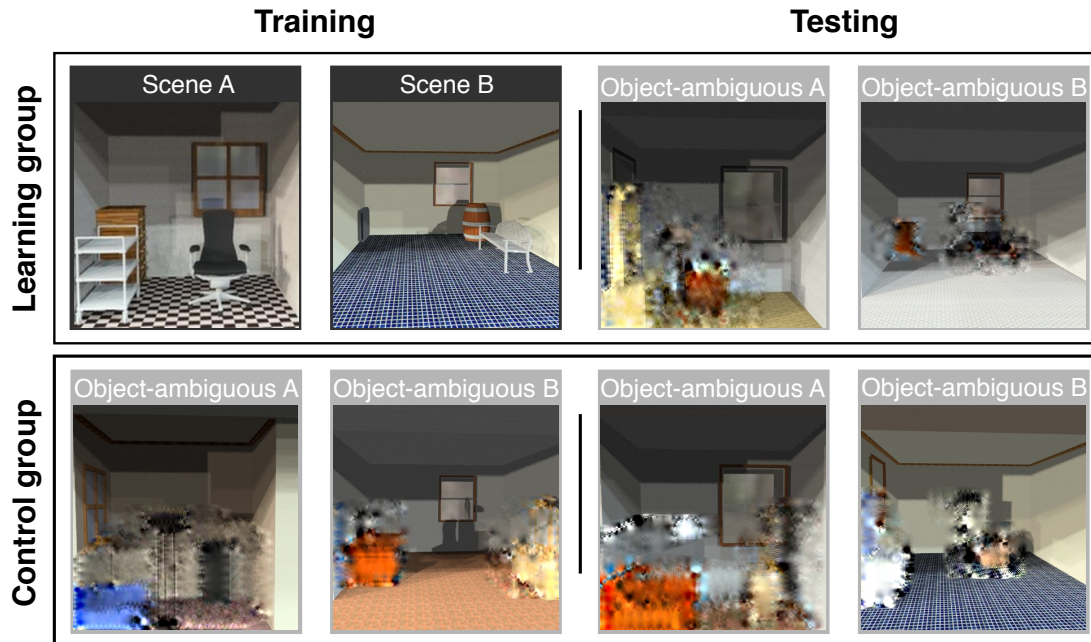 Training
Testing
Learning group
Scene A
Scene B
Object-ambiguous A
Object-ambiguous B
Control group
Object-ambiguous A
Object-ambiguous B
Object-ambiguous A
Object-ambiguous B